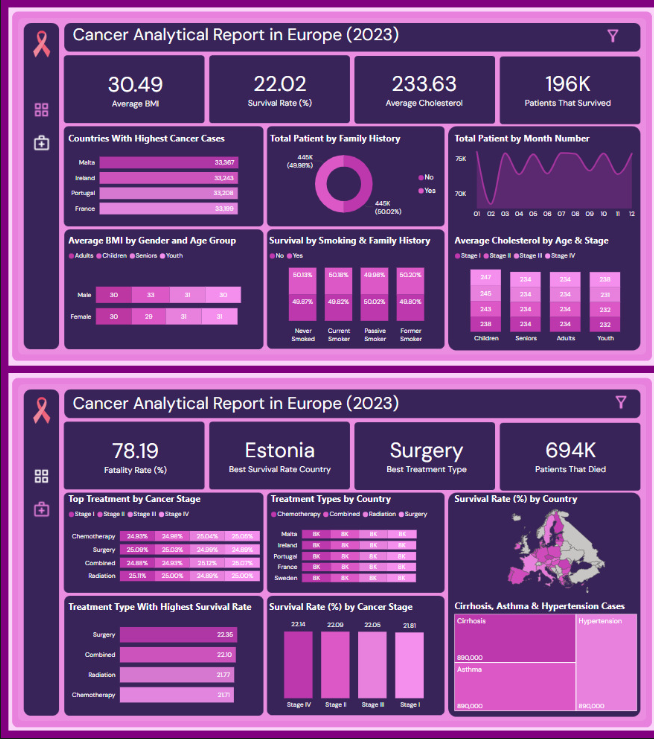 Cancer Analytical Report in Europe (2023)
30.49
Average BMI
22.02
Survival Rate (%)
233.63
Average Cholesterol
196K
Patients That Survived
Countries With Highest Cancer Cases
Malta 33,367
Ireland 33,243
Portugal 33,208
France 33,199
Total Patient by Family History
445K
(49.98%)
No
Yes
445K
(50.02%)
Total Patient by Month Number
75K
70K
01 02 03 04 05 06 07 08 09 10 11 12
Average BMI by Gender and Age Group
Adults Children Seniors Youth
Male 30 33 31 30
Female 30 29 31 31
Survival by Smoking & Family History
No Yes
50.13% 50.18% 49.98% 50.20%
49.87% 49.82% 50.02% 49.80%
Never Smoked
Current Smoker
Passive Smoker
Former Smoker
Average Cholesterol by Age & Stage
Stage I Stage II Stage III Stage IV
247 234 234 238
245 234 234 231
243 234 234 232
238 234 234 232
Children Seniors Adults Youth
Cancer Analytical Report in Europe (2023)
78.19
Fatality Rate (%)
Estonia
Best Survival Rate Country
Surgery
Best Treatment Type
694K
Patients That Died
Top Treatment by Cancer Stage
Stage I Stage II Stage III Stage IV
Chemotherapy 24.93% 24.98% 25.04% 25.06%
Surgery 25.09% 25.03% 24.99% 24.89%
Combined 24.88% 24.93% 25.12% 25.07%
Radiation 25.11% 25.00% 24.89% 25.00%
Treatment Types by Country
Chemotherapy Combined Radiation Surgery
Malta 8K 8K 8K 8K
Ireland 8K 8K 8K 8K
Portugal 8K 8K 8K 8K
France 8K 8K 8K 8K
Sweden 8K 8K 8K 8K
Survival Rate (%) by Country
Treatment Type With Highest Survival Rate
Surgery 22.35
Combined 22.10
Radiation 21.77
Chemotherapy 21.71
Survival Rate (%) by Cancer Stage
22.14 22.09 22.05 21.81
Stage IV Stage II Stage III Stage I
Cirrhosis, Asthma & Hypertension Cases
Cirrhosis
890,000
Asthma
890,000
Hypertension
890,000